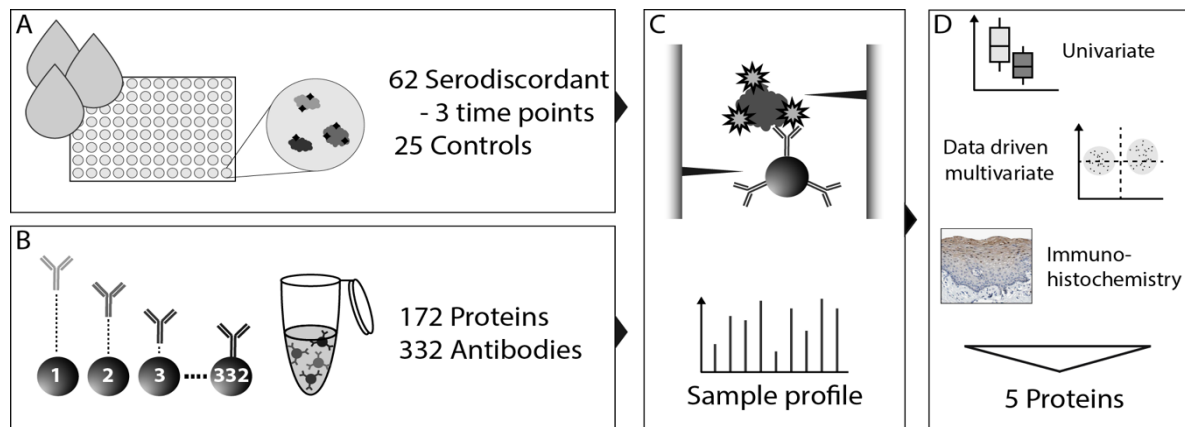 A
62 Serodiscordant
- 3 time points
25 Controls
B
1 2 3 332
172 Proteins
332 Antibodies
C
Sample profile
D
Univariate
Data driven
multivariate
Immuno-
histochemistry
5 Proteins